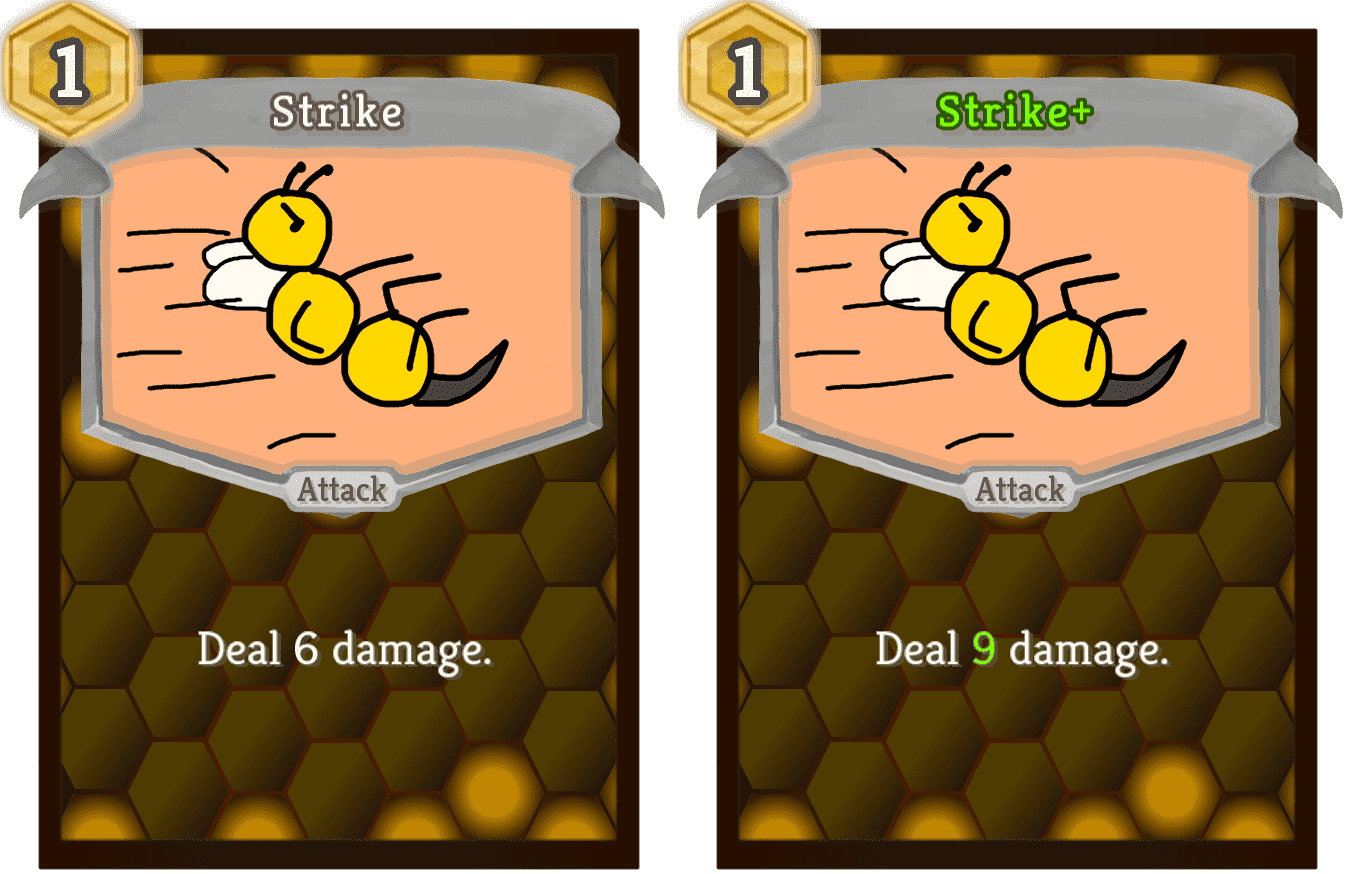 1
Strike
Attack
Deal 6 damage.
1
Strike+
Attack
Deal 9 damage.